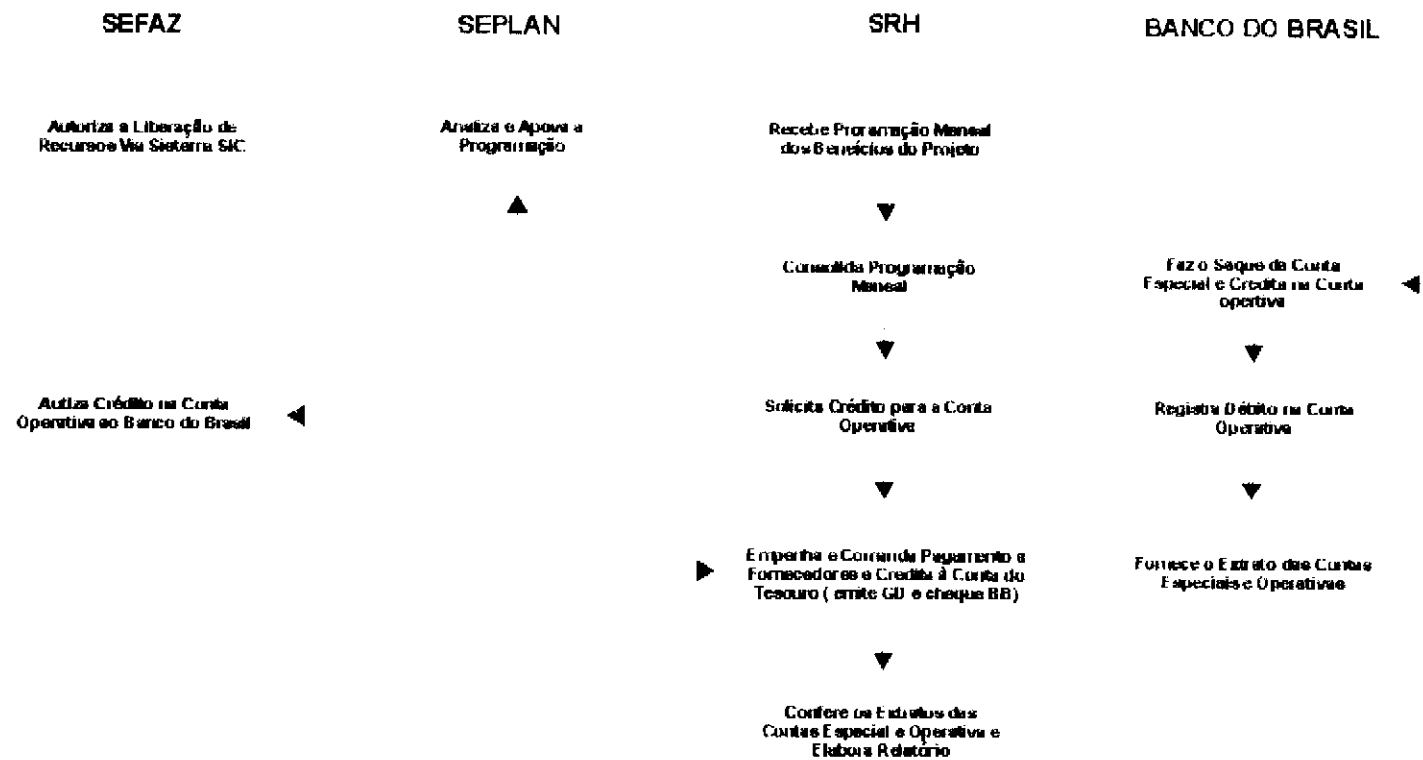 SEFAZ
SEPLAN
SRH
BANCO DO BRASIL
Autoriza a Liberação de
Recursos Via Sistema SIC
Analiza e Apova a
Programação
Recebe Programação Mensal
dos Benefícios do Projeto
Consolida Programação
Mensal
Faz o Saque da Conta
Especial e Credita na Conta
opertiva
Autiza Crédito na Conta
Operativa ao Banco do Brasil
Solicita Crédito para a Conta
Operativa
Registra Débito na Conta
Operativa
Empenha e Comanda Pagamento a
Fornecedores e Credita à Conta do
Tesouro ( emite GD e cheque BB)
Fornece o Extrato das Contas
Especiais e Operativas
Confere os Extratos das
Contas Especial e Operativa e
Elabora Relatório